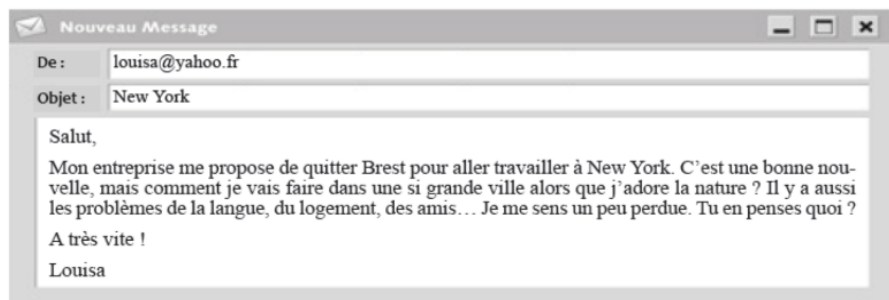 Nouveau Message
De : louisa@yahoo.fr
Objet : New York
Salut,
Mon entreprise me propose de quitter Brest pour aller travailler à New York. C’est une bonne nou-
velle, mais comment je vais faire dans une si grande ville alors que j’adore la nature ? Il y a aussi
les problèmes de la langue, du logement, des amis… Je me sens un peu perdue. Tu en penses quoi ?
A très vite !
Louisa